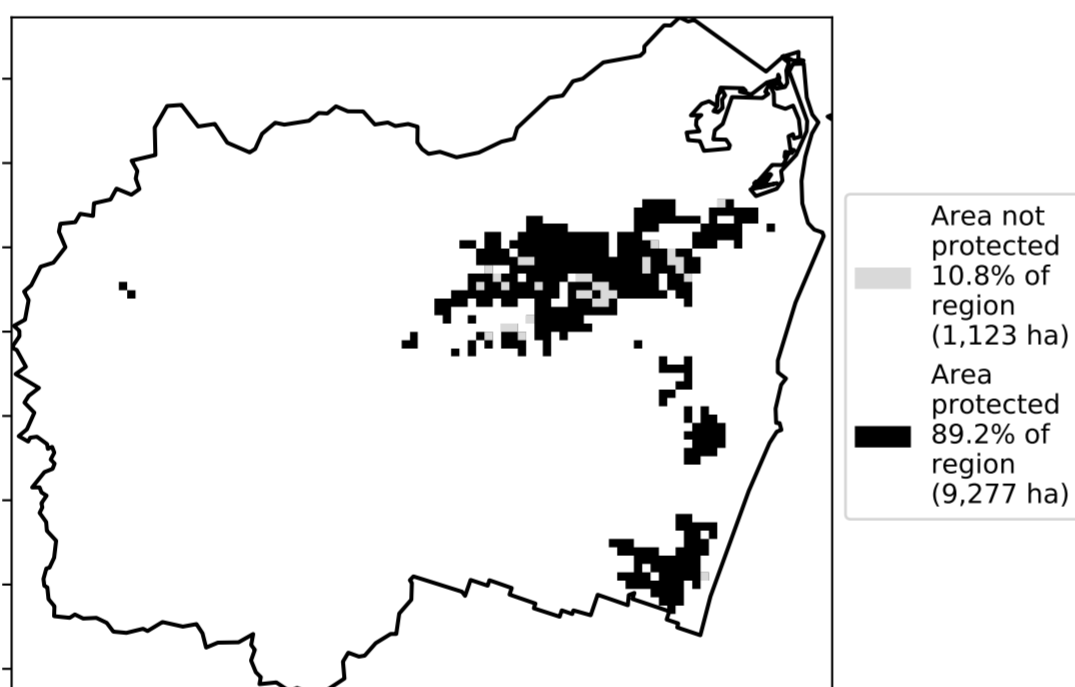 Area not
protected
10.8% of
region
(1,123 ha)
Area
protected
89.2% of
region
(9,277 ha)